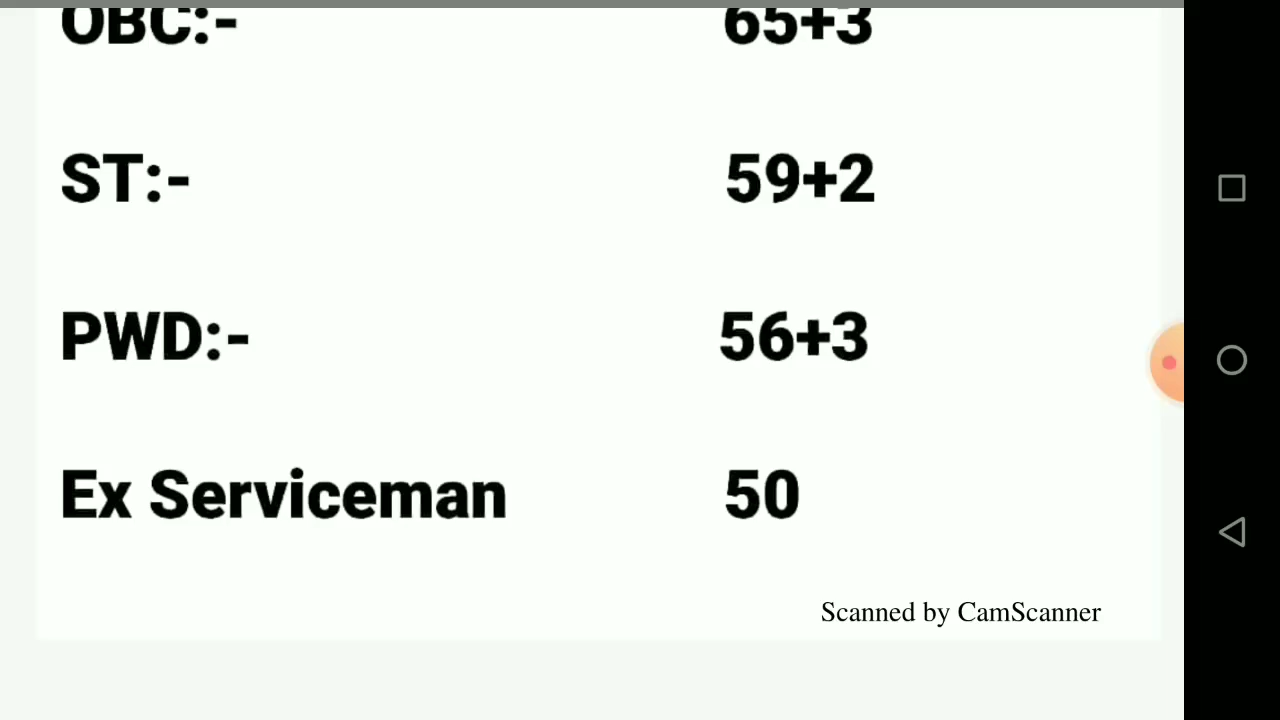 OBC:- 65+3
ST:- 59+2
PWD:- 56+3
Ex Serviceman 50
Scanned by CamScanner